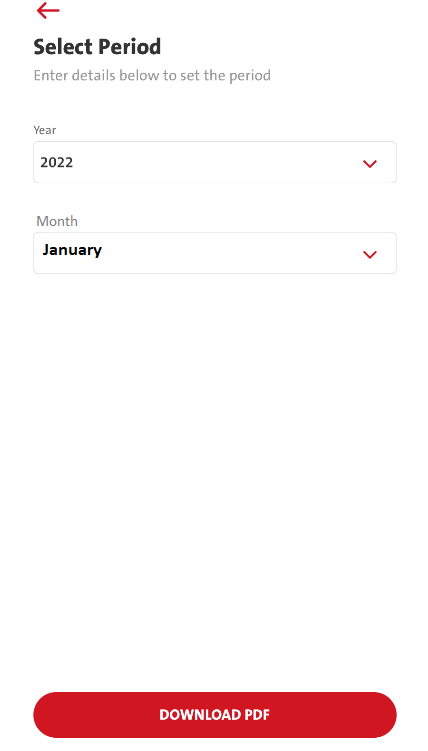 Select Period
Enter details below to set the period
Year
2022
Month
January
DOWNLOAD PDF